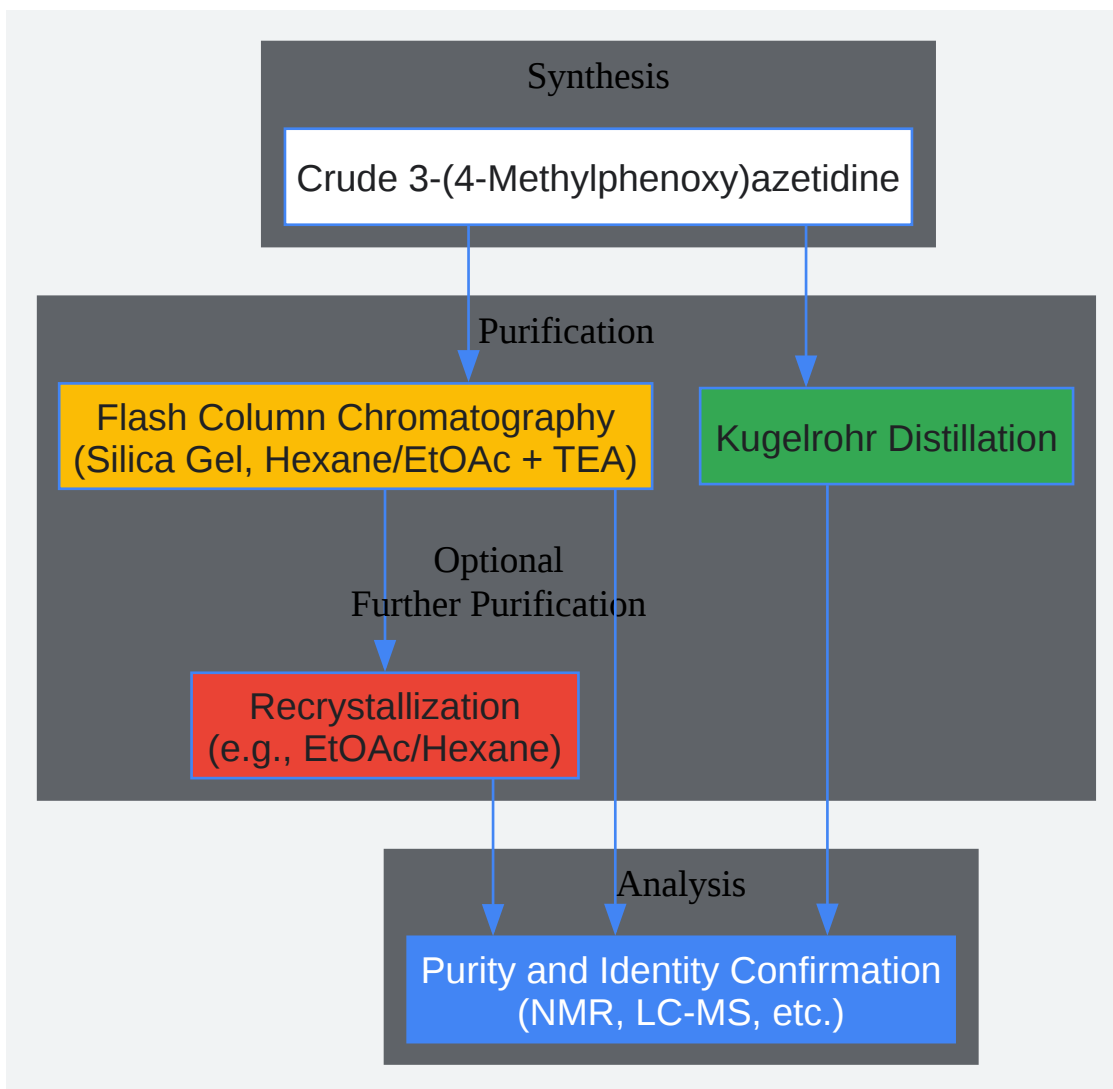 Synthesis
Crude 3-(4-Methylphenoxy)azetidine
Purification
Flash Column Chromatography
(Silica Gel, Hexane/EtOAc + TEA)
Kugelrohr Distillation
Optional
Further Purification
Recrystallization
(e.g., EtOAc/Hexane)
Analysis
Purity and Identity Confirmation
(NMR, LC-MS, etc.)